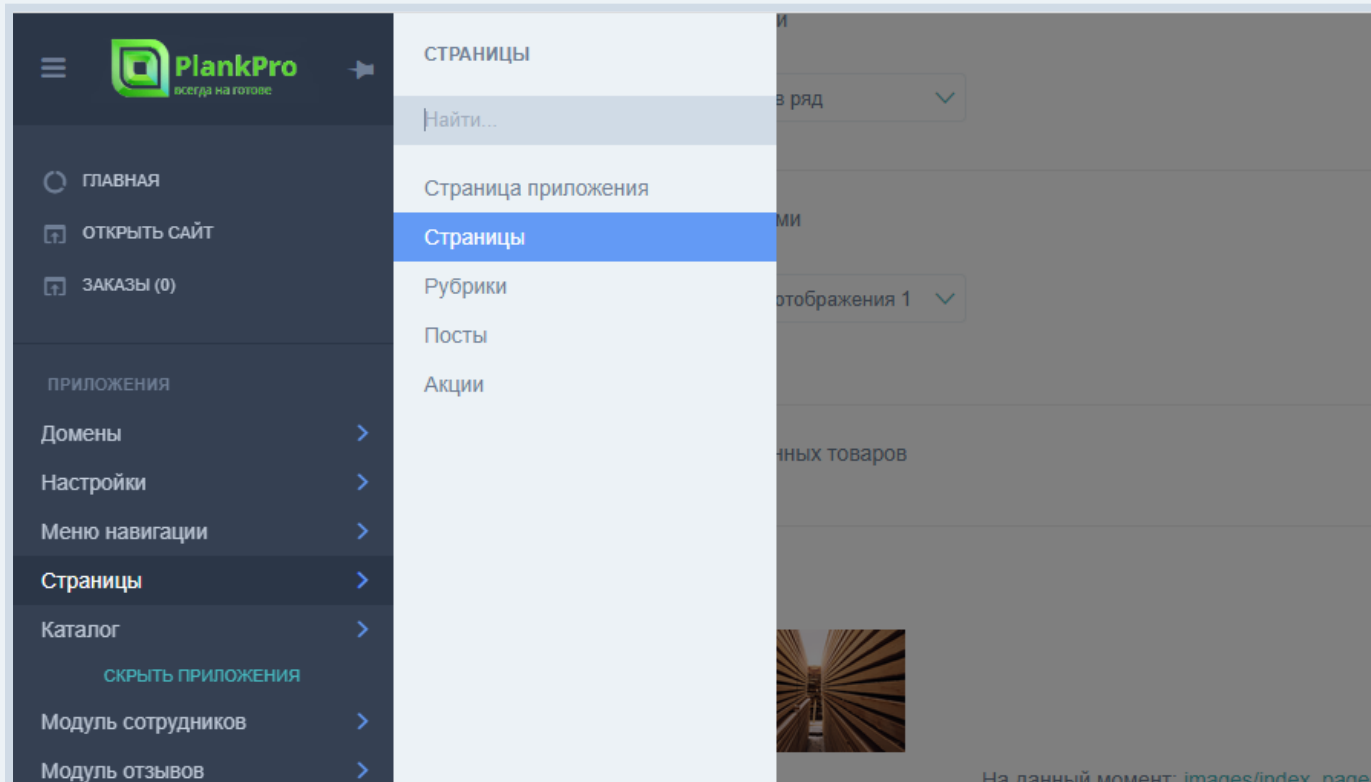 PlankPro
всегда на готове
ГЛАВНАЯ
ОТКРЫТЬ САЙТ
ЗАКАЗЫ (0)
ПРИЛОЖЕНИЯ
Домены
Настройки
Меню навигации
Страницы
Каталог
СКРЫТЬ ПРИЛОЖЕНИЯ
Модуль сотрудников
Модуль отзывов
СТРАНИЦЫ
Найти...
Страница приложения
Страницы
Рубрики
Посты
Акции
и
в ряд
ми
отображения 1
нных товаров
На данный момент: images/index_page